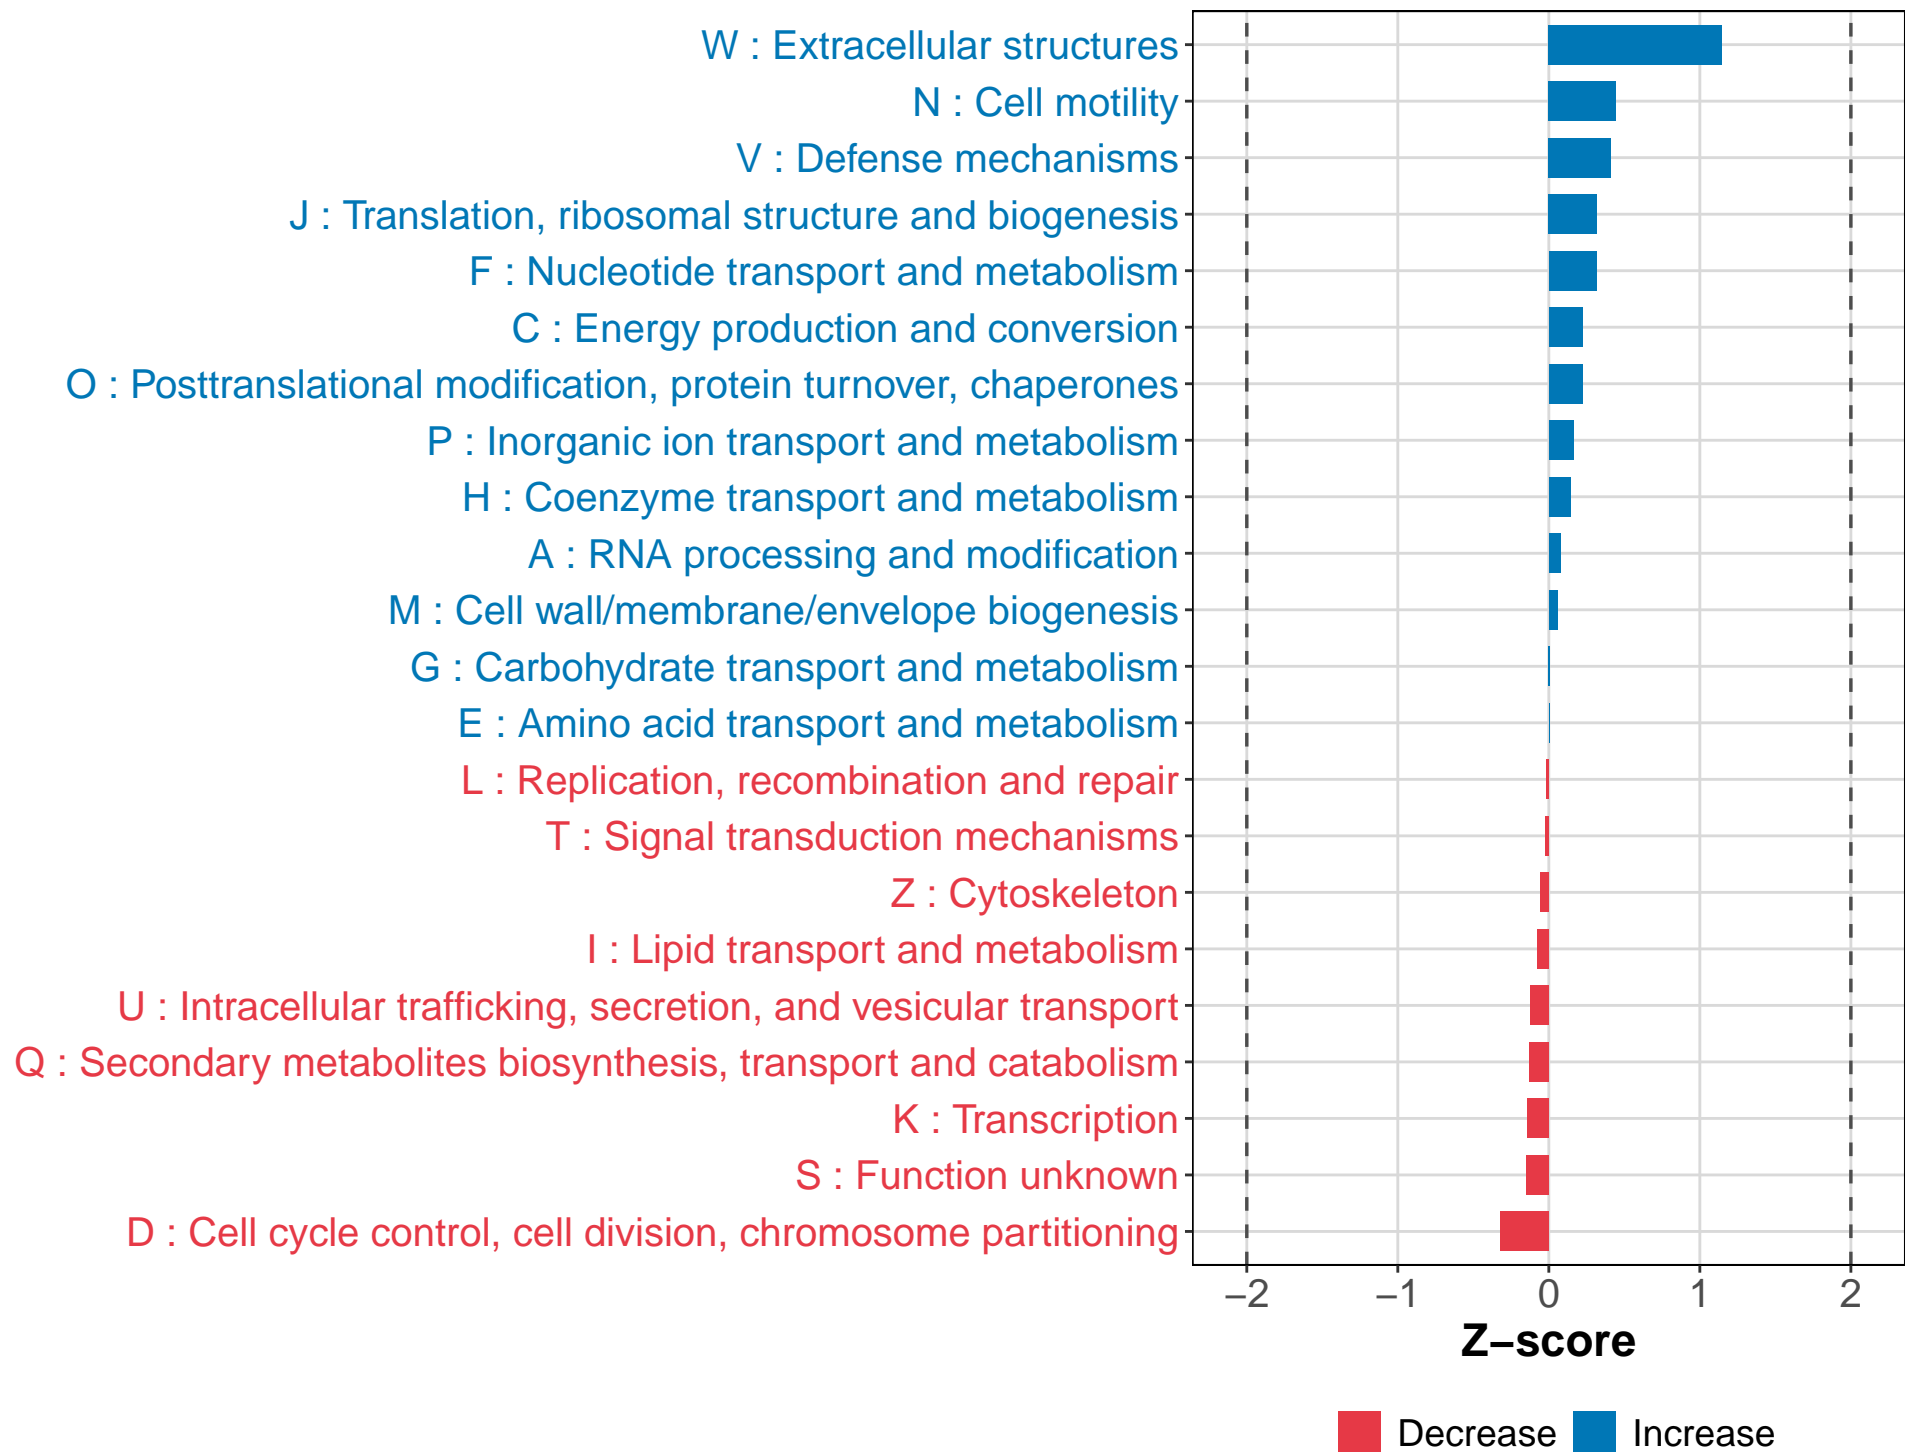 W : Extracellular structures
N : Cell motility
V : Defense mechanisms
J : Translation, ribosomal structure and biogenesis
F : Nucleotide transport and metabolism
C : Energy production and conversion
O : Posttranslational modification, protein turnover, chaperones
P : Inorganic ion transport and metabolism
H : Coenzyme transport and metabolism
A : RNA processing and modification
M : Cell wall/membrane/envelope biogenesis
G : Carbohydrate transport and metabolism
E : Amino acid transport and metabolism
L : Replication, recombination and repair
T : Signal transduction mechanisms
Z : Cytoskeleton
I : Lipid transport and metabolism
U : Intracellular trafficking, secretion, and vesicular transport
Q : Secondary metabolites biosynthesis, transport and catabolism
K : Transcription
S : Function unknown
D : Cell cycle control, cell division, chromosome partitioning
−2 −1 0 1 2
Z−score
Decrease Increase